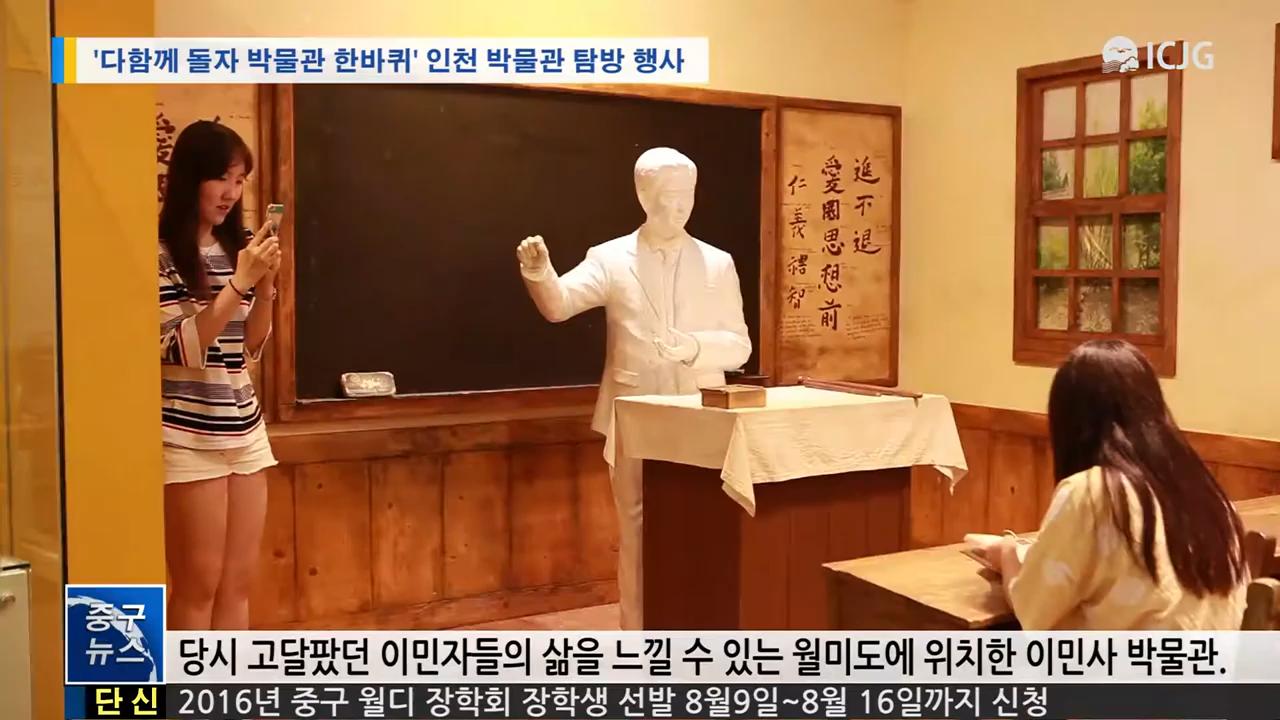 '다함께 돌자 박물관 한바퀴' 인천 박물관 탐방 행사
ICJG
進不退
愛國思想前
仁義禮智
중구
뉴스
당시 고달팠던 이민자들의 삶을 느낄 수 있는 월미도에 위치한 이민사 박물관.
단신 2016년 중구 월디 장학회 장학생 선발 8월9일~8월 16일까지 신청